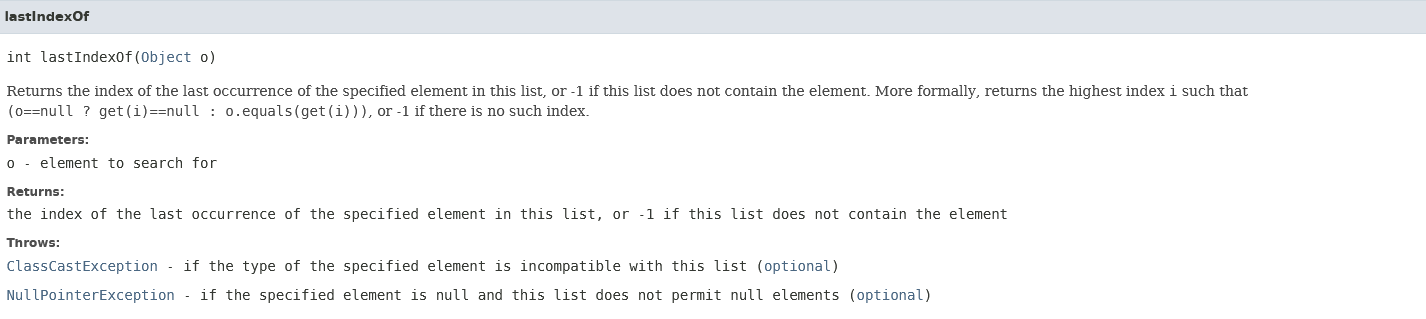 lastIndexOf
int lastIndexOf(Object o)
Returns the index of the last occurrence of the specified element in this list, or -1 if this list does not contain the element. More formally, returns the highest index i such that
(o==null ? get(i)==null : o.equals(get(i))), or -1 if there is no such index.
Parameters:
o - element to search for
Returns:
the index of the last occurrence of the specified element in this list, or -1 if this list does not contain the element
Throws:
ClassCastException - if the type of the specified element is incompatible with this list (optional)
NullPointerException - if the specified element is null and this list does not permit null elements (optional)